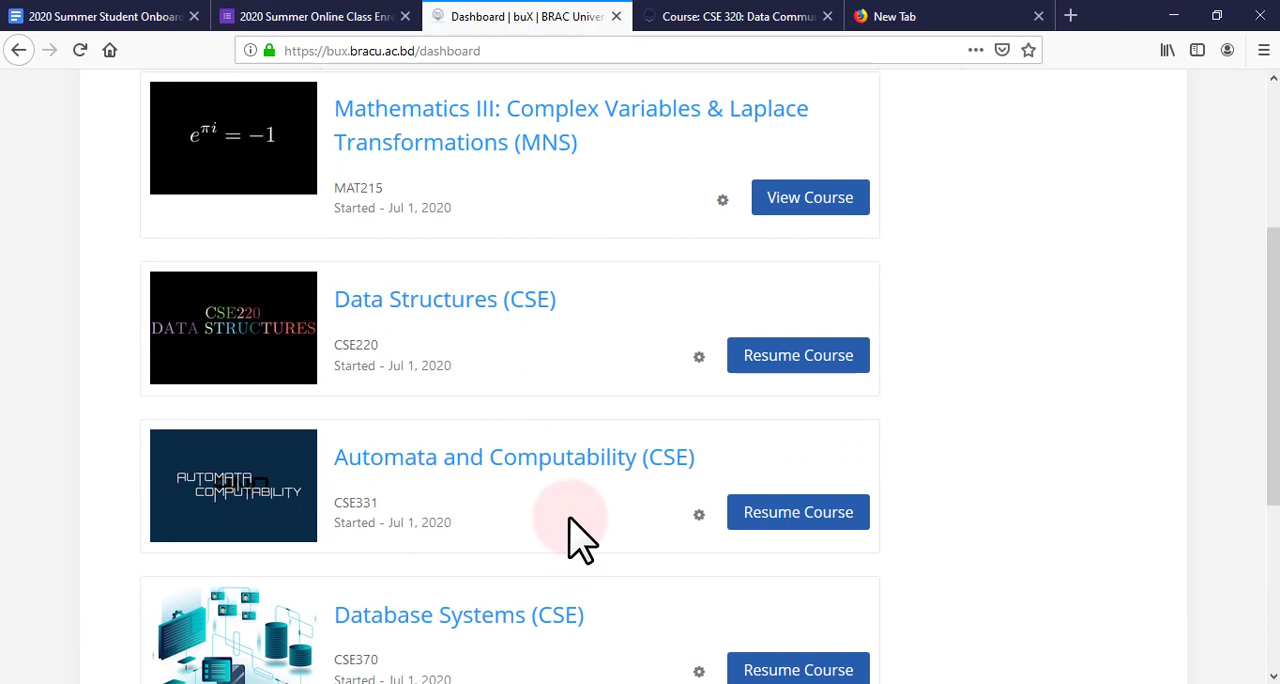 2020 Summer Student Onboard
2020 Summer Online Class Enr
Dashboard | buX | BRAC Univer
Course: CSE 320: Data Commu
New Tab
https://bux.bracu.ac.bd/dashboard
e^{πi} = −1
Mathematics III: Complex Variables & Laplace
Transformations (MNS)
MAT215
Started - Jul 1, 2020
View Course
CSE220
DATA STRUCTURES
Data Structures (CSE)
CSE220
Started - Jul 1, 2020
Resume Course
AUTOMATA
COMPUTABILITY
Automata and Computability (CSE)
CSE331
Started - Jul 1, 2020
Resume Course
Database Systems (CSE)
CSE370
Started - Jul 1, 2020
Resume Course